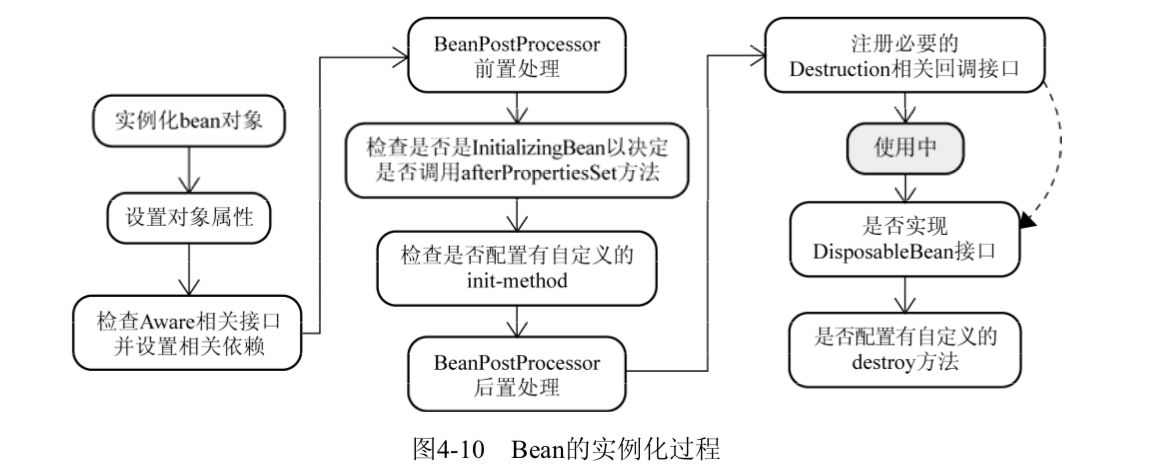 实例化bean对象
设置对象属性
检查Aware相关接口
并设置相关依赖
BeanPostProcessor
前置处理
检查是否是InitializingBean以决定
是否调用afterPropertiesSet方法
检查是否配置有自定义的
init-method
BeanPostProcessor
后置处理
注册必要的
Destruction相关回调接口
使用中
是否实现
DisposableBean接口
是否配置有自定义的
destroy方法
图4-10 Bean的实例化过程